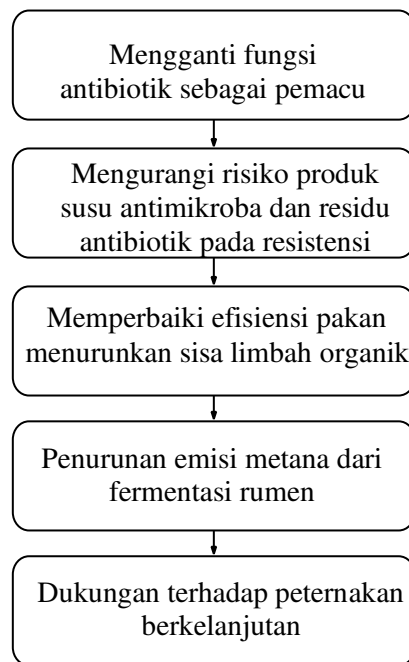 Mengganti fungsi
antibiotik sebagai pemacu
Mengurangi risiko produk
susu antimikroba dan residu
antibiotik pada resistensi
Memperbaiki efisiensi pakan
menurunkan sisa limbah organik
Penurunan emisi metana dari
fermentasi rumen
Dukungan terhadap peternakan
berkelanjutan